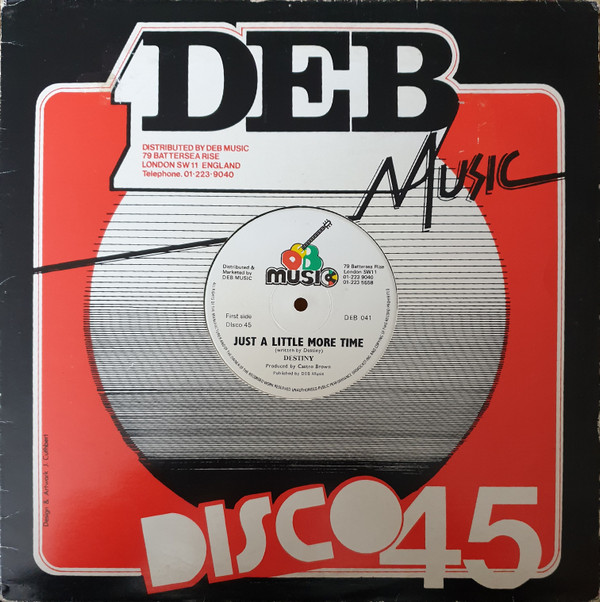 DEB
MUSIC
DISTRIBUTED BY DEB MUSIC
79 BATTERSEA RISE
LONDON SW11 ENGLAND
Telephone. 01-223-9040
DB
MUSIC
Distributed &
Marketed by
DEB MUSIC
79 Battersea Rise
London SW11
01-223 9040
01-223 5658
First side
Disco 45
DEB 041
JUST A LITTLE MORE TIME
(written by Destiny)
DESTINY
Produced by Castro Brown
Published by DEB Music
Design & Artwork J. Cuthbert
DISCO 45